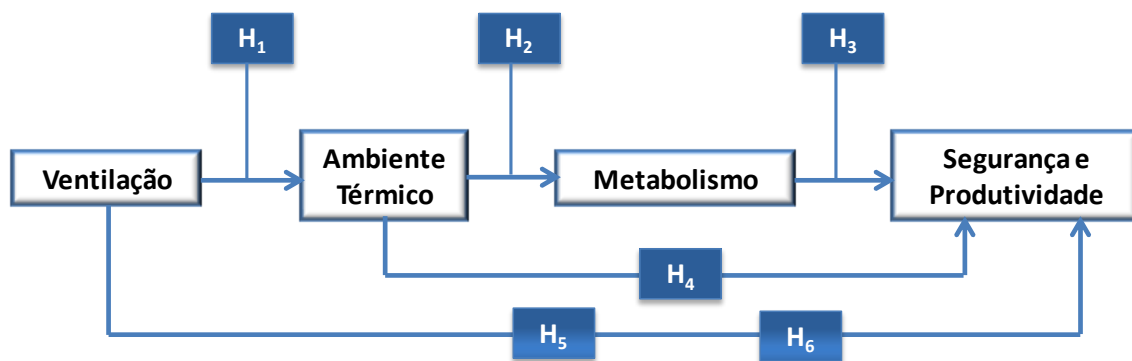 H₁
H₂
H₃
Ventilação
Ambiente
Térmico
Metabolismo
Segurança e
Produtividade
H₄
H₅
H₆